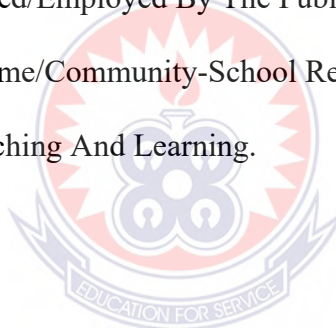 ed/Employed By The Publ
me/Community-School Re
ching And Learning.
EDUCATION FOR SERVICE